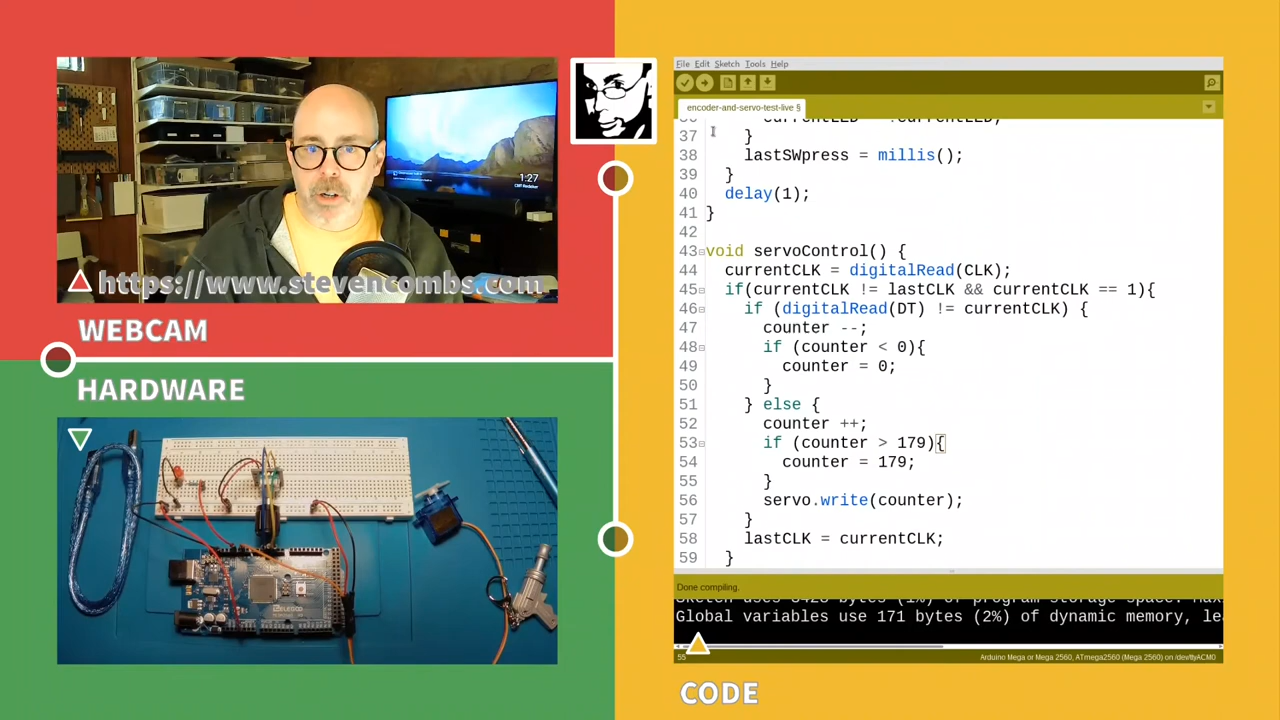 1:27
https://www.stevencombs.com
WEBCAM
HARDWARE
File Edit Sketch Tools Help
encoder-and-servo-test-live §
37 }
38 lastSWpress = millis();
39 }
40 delay(1);
41 }
42
43 void servoControl() {
44 currentCLK = digitalRead(CLK);
45 if(currentCLK != lastCLK && currentCLK == 1){
46 if (digitalRead(DT) != currentCLK) {
47 counter --;
48 if (counter < 0){
49 counter = 0;
50 }
51 } else {
52 counter ++;
53 if (counter > 179){
54 counter = 179;
55 }
56 servo.write(counter);
57 }
58 lastCLK = currentCLK;
59 }
Done compiling.
Global variables use 171 bytes (2%) of dynamic memory,
55
Arduino Mega or Mega 2560, ATmega2560 (Mega 2560) on /dev/ttyACM0
CODE